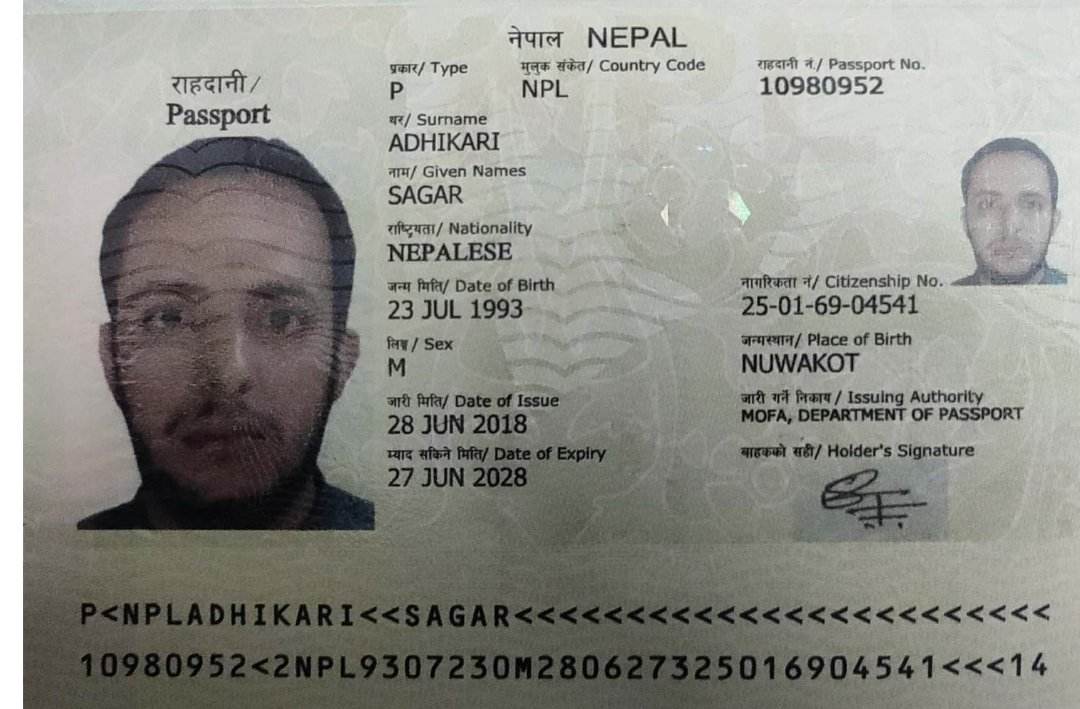 नेपाल NEPAL
राहदानी/
Passport
प्रकार/ Type
P
मुलुक संकेत/ Country Code
NPL
राहदानी नं./ Passport No.
10980952
थर/ Surname
ADHIKARI
नाम/ Given Names
SAGAR
राष्ट्रियता/ Nationality
NEPALESE
जन्म मिति/ Date of Birth
23 JUL 1993
नागरिकता नं/ Citizenship No.
25-01-69-04541
लिङ्ग/ Sex
M
जन्मस्थान/ Place of Birth
NUWAKOT
जारी मिति/ Date of Issue
28 JUN 2018
जारी गर्ने निकाय/ Issuing Authority
MOFA, DEPARTMENT OF PASSPORT
म्याद सकिने मिति/ Date of Expiry
27 JUN 2028
वाहकको सही/ Holder's Signature
P<NPLADHIKARI<<SAGAR<<<<<<<<<<<<<<<<<<<<<<<<
10980952<2NPL9307230M280627325016904541<<<14